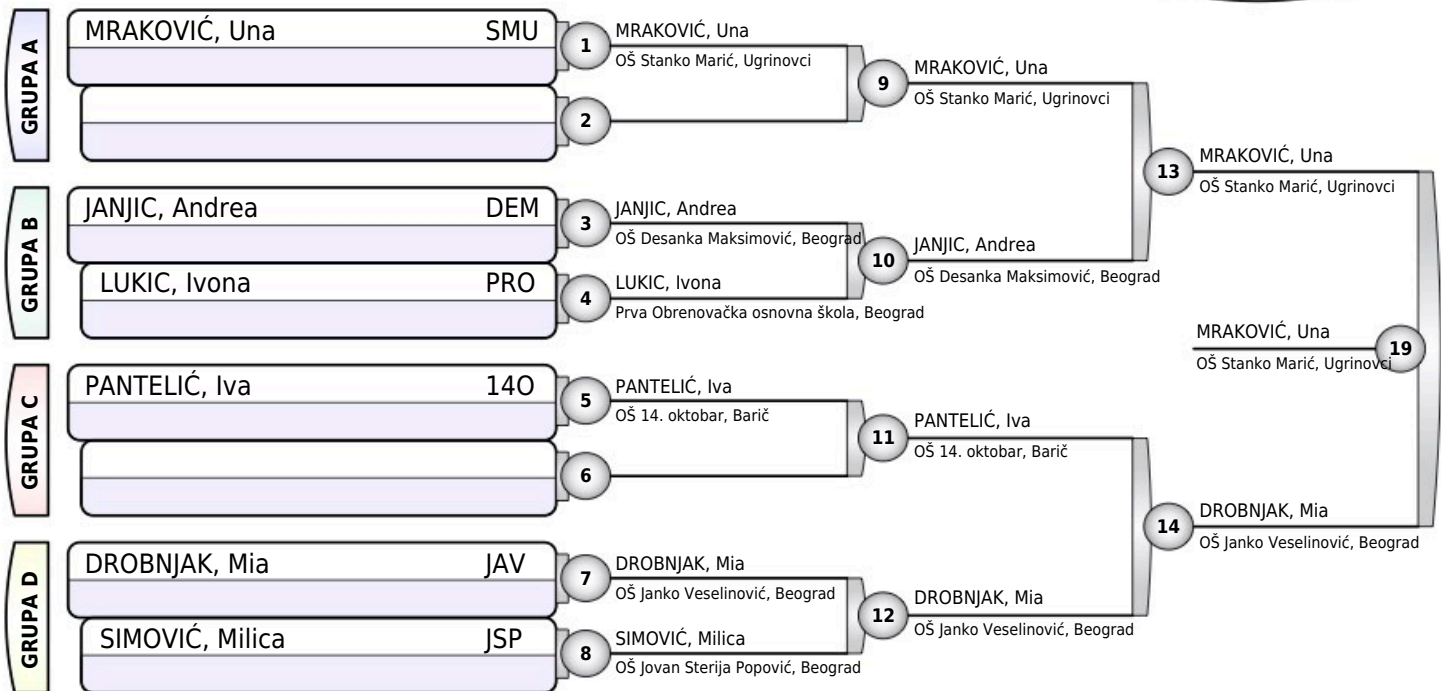 GRUPA A
MRAKOVIĆ, Una SMU
1
MRAKOVIĆ, Una
OŠ Stanko Marić, Ugrinovci
2
9
MRAKOVIĆ, Una
OŠ Stanko Marić, Ugrinovci
GRUPA B
JANJIC, Andrea DEM
3
JANJIC, Andrea
OŠ Desanka Maksimović, Beograd
LUKIC, Ivona PRO
4
LUKIC, Ivona
Prva Obrenovačka osnovna škola, Beograd
10
JANJIC, Andrea
OŠ Desanka Maksimović, Beograd
13
MRAKOVIĆ, Una
OŠ Stanko Marić, Ugrinovci
GRUPA C
PANTELIĆ, Iva 14O
5
PANTELIĆ, Iva
OŠ 14. oktobar, Barič
6
11
PANTELIĆ, Iva
OŠ 14. oktobar, Barič
GRUPA D
DROBNJAK, Mia JAV
7
DROBNJAK, Mia
OŠ Janko Veselinović, Beograd
SIMOVIĆ, Milica JSP
8
SIMOVIĆ, Milica
OŠ Jovan Sterija Popović, Beograd
12
DROBNJAK, Mia
OŠ Janko Veselinović, Beograd
14
DROBNJAK, Mia
OŠ Janko Veselinović, Beograd
MRAKOVIĆ, Una
OŠ Stanko Marić, Ugrinovci
19